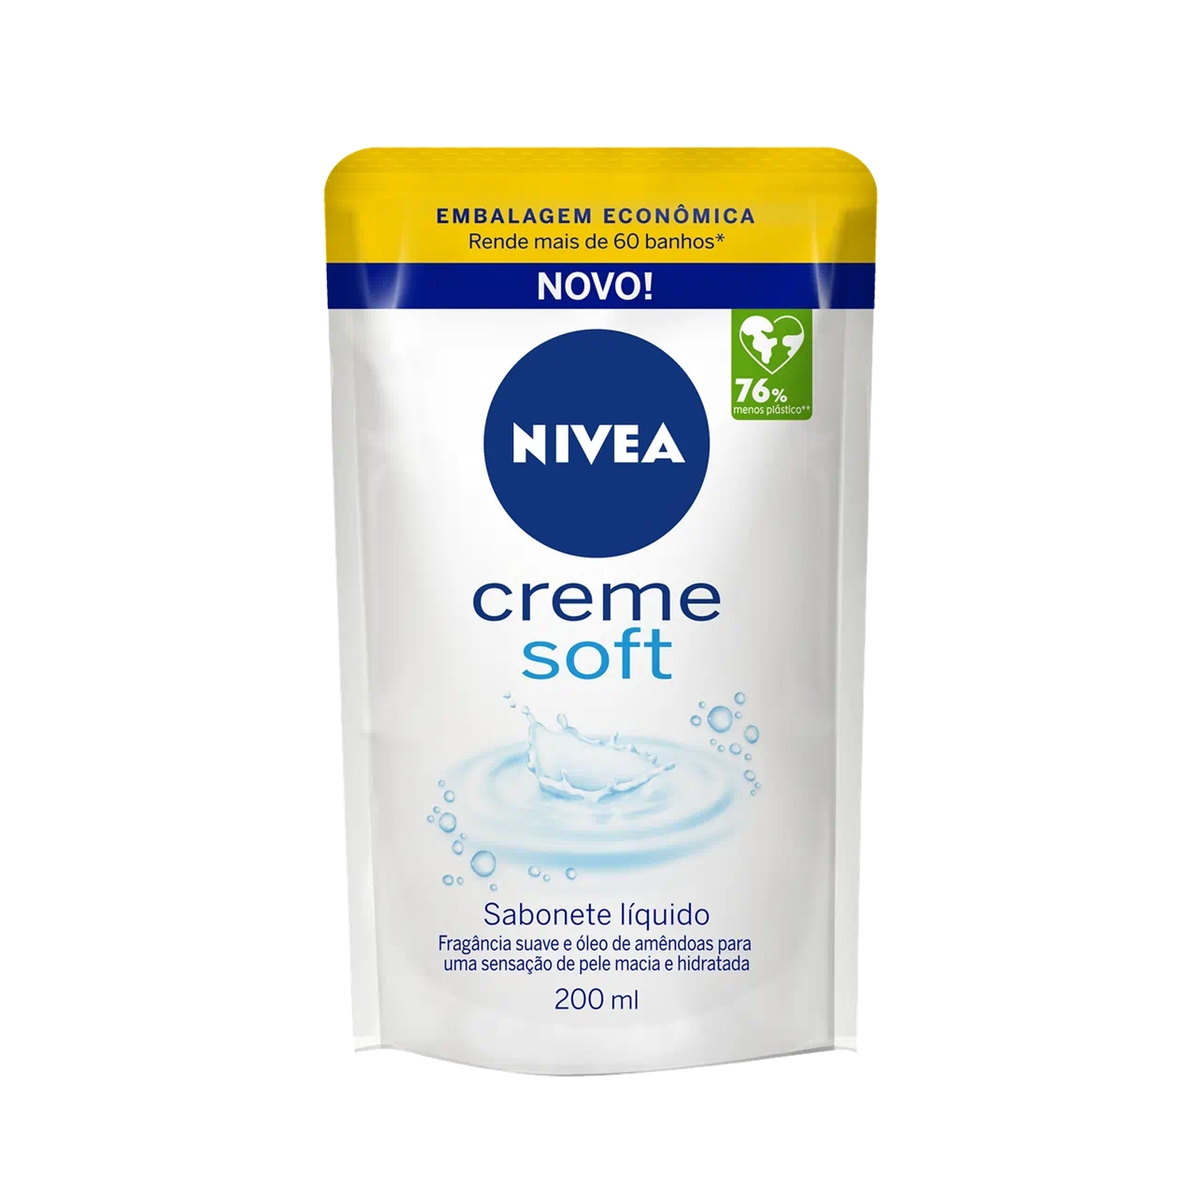 EMBALAGEM ECONÔMICA
Rende mais de 60 banhos*
NOVO!
76%
menos plástico**
NIVEA
creme
soft
Sabonete líquido
Fragância suave e óleo de amêndoas para
uma sensação de pele macia e hidratada
200 ml